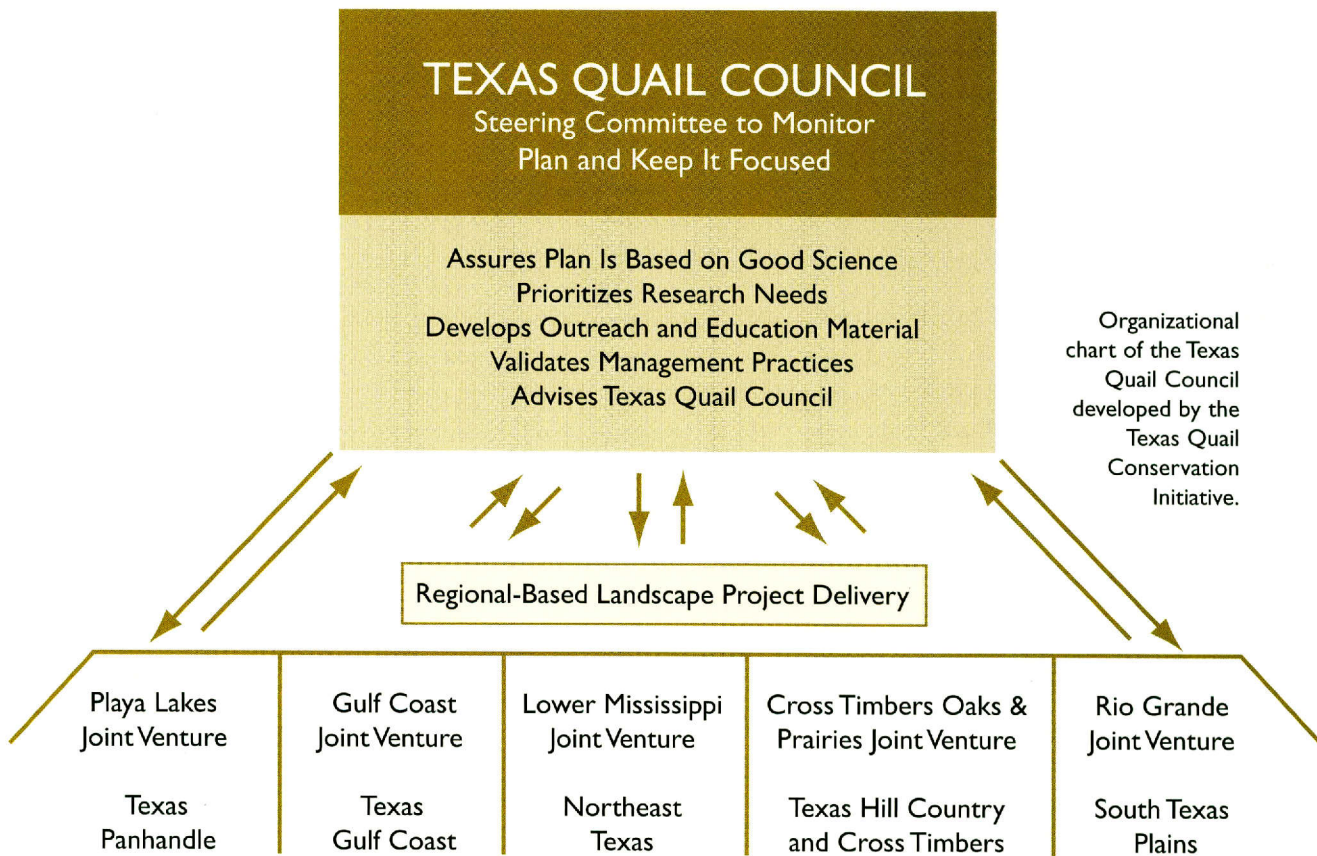 TEXAS QUAIL COUNCIL
Steering Committee to Monitor
Plan and Keep It Focused
Assures Plan Is Based on Good Science
Prioritizes Research Needs
Develops Outreach and Education Material
Validates Management Practices
Advises Texas Quail Council
Organizational
chart of the Texas
Quail Council
developed by the
Texas Quail
Conservation
Initiative.
Regional-Based Landscape Project Delivery
Playa Lakes
Joint Venture
Texas
Panhandle
Gulf Coast
Joint Venture
Texas
Gulf Coast
Lower Mississippi
Joint Venture
Northeast
Texas
Cross Timbers Oaks &
Prairies Joint Venture
Texas Hill Country
and Cross Timbers
Rio Grande
Joint Venture
South Texas
Plains